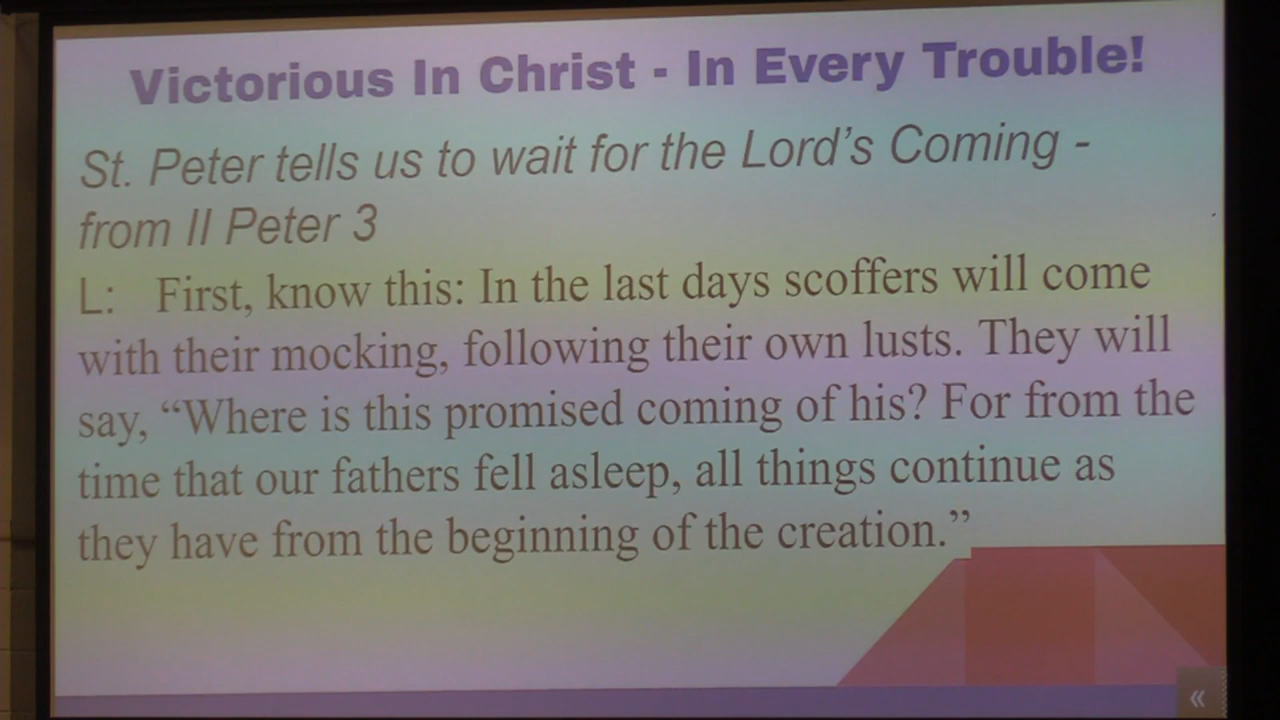 Victorious In Christ - In Every Trouble!
St. Peter tells us to wait for the Lord’s Coming -
from II Peter 3
L: First, know this: In the last days scoffers will come
with their mocking, following their own lusts. They will
say, “Where is this promised coming of his? For from the
time that our fathers fell asleep, all things continue as
they have from the beginning of the creation.”
«